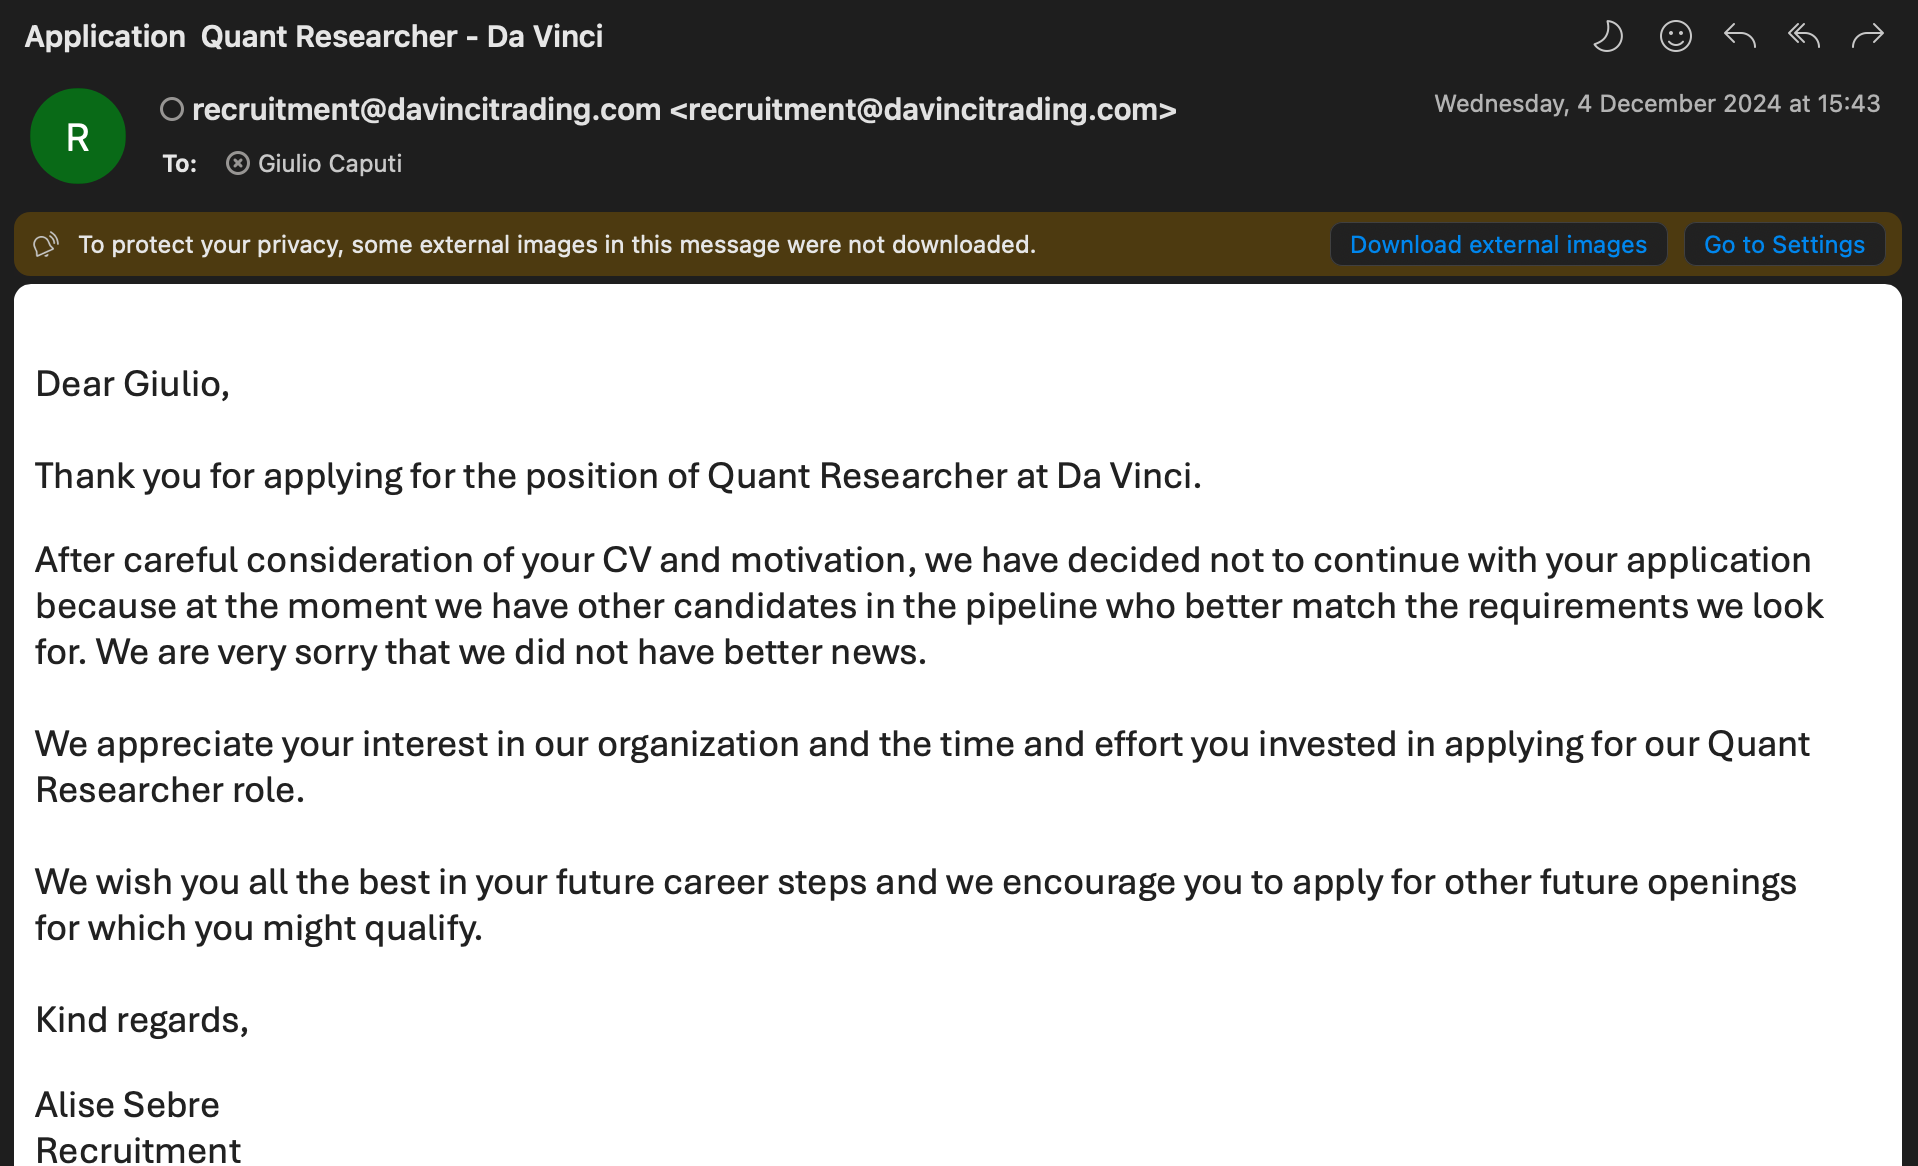 Application  Quant Researcher - Da Vinci
R
recruitment@davincitrading.com <recruitment@davincitrading.com>
Wednesday, 4 December 2024 at 15:43
To: Giulio Caputi
To protect your privacy, some external images in this message were not downloaded.
Download external images
Go to Settings
Dear Giulio,
Thank you for applying for the position of Quant Researcher at Da Vinci.
After careful consideration of your CV and motivation, we have decided not to continue with your application
because at the moment we have other candidates in the pipeline who better match the requirements we look
for. We are very sorry that we did not have better news.
We appreciate your interest in our organization and the time and effort you invested in applying for our Quant
Researcher role.
We wish you all the best in your future career steps and we encourage you to apply for other future openings
for which you might qualify.
Kind regards,
Alise Sebre
Recruitment